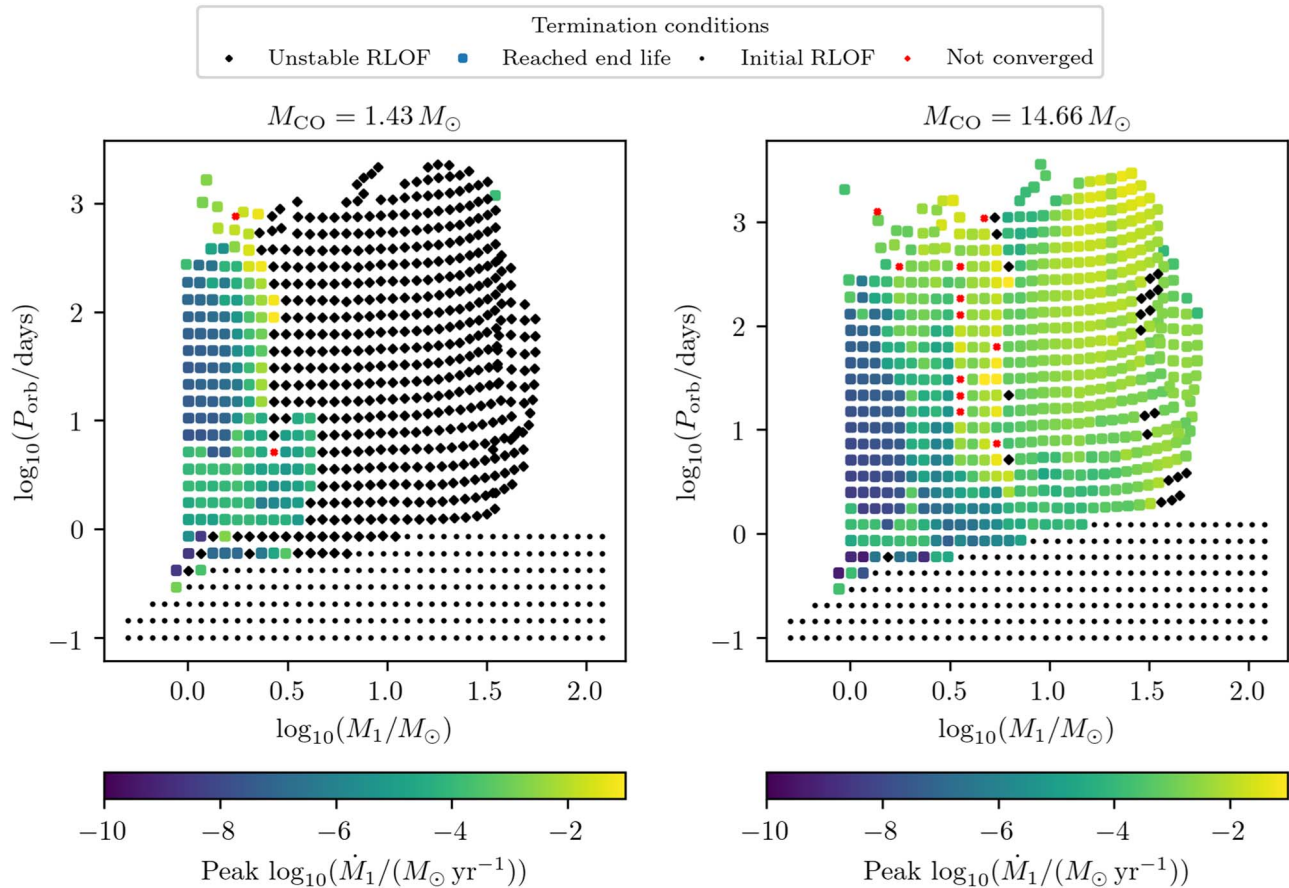 Termination conditions
Unstable RLOF Reached end life Initial RLOF Not converged
M_CO = 1.43 M_⊙
M_CO = 14.66 M_⊙
log₁₀(P_orb/days)
3
2
1
0
−1
0.0 0.5 1.0 1.5 2.0
log₁₀(M₁/M_⊙)
log₁₀(P_orb/days)
3
2
1
0
−1
0.0 0.5 1.0 1.5 2.0
log₁₀(M₁/M_⊙)
−10 −8 −6 −4 −2
Peak log₁₀(Ṁ₁/(M_⊙ yr⁻¹))
−10 −8 −6 −4 −2
Peak log₁₀(Ṁ₁/(M_⊙ yr⁻¹))